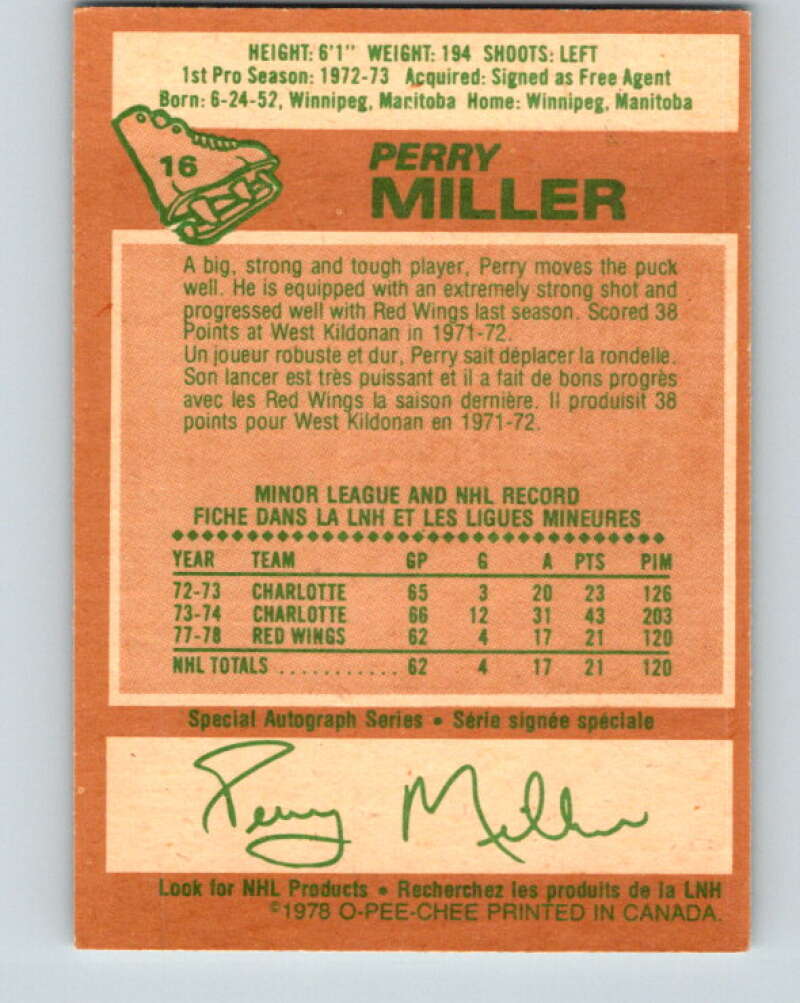 HEIGHT: 6'1" WEIGHT: 194 SHOOTS: LEFT
1st Pro Season: 1972-73 Acquired: Signed as Free Agent
Born: 6-24-52, Winnipeg, Manitoba Home: Winnipeg, Manitoba
16
PERRY
MILLER
A big, strong and tough player, Perry moves the puck
well. He is equipped with an extremely strong shot and
progressed well with Red Wings last season. Scored 38
Points at West Kildonan in 1971-72.
Un joueur robuste et dur, Perry sait déplacer la rondelle.
Son lancer est très puissant et il a fait de bons progrès
avec les Red Wings la saison dernière. Il produisit 38
points pour West Kildonan en 1971-72.
MINOR LEAGUE AND NHL RECORD
FICHE DANS LA LNH ET LES LIGUES MINEURES
YEAR TEAM GP G A PTS PIM
72-73 CHARLOTTE 65 3 20 23 126
73-74 CHARLOTTE 66 12 31 43 203
77-78 RED WINGS 62 4 17 21 120
NHL TOTALS ........... 62 4 17 21 120
Special Autograph Series • Série signée spéciale
Perry Miller
Look for NHL Products • Recherchez les produits de la LNH
©1978 O-PEE-CHEE PRINTED IN CANADA.